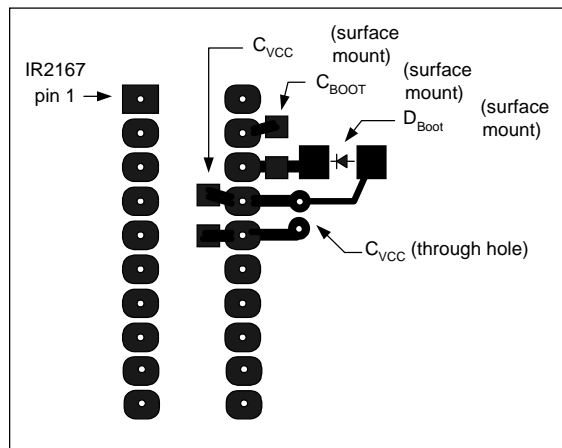 IR2167
pin 1
C_VCC (surface
mount)
C_BOOT (surface
mount)
D_Boot (surface
mount)
C_VCC (through hole)